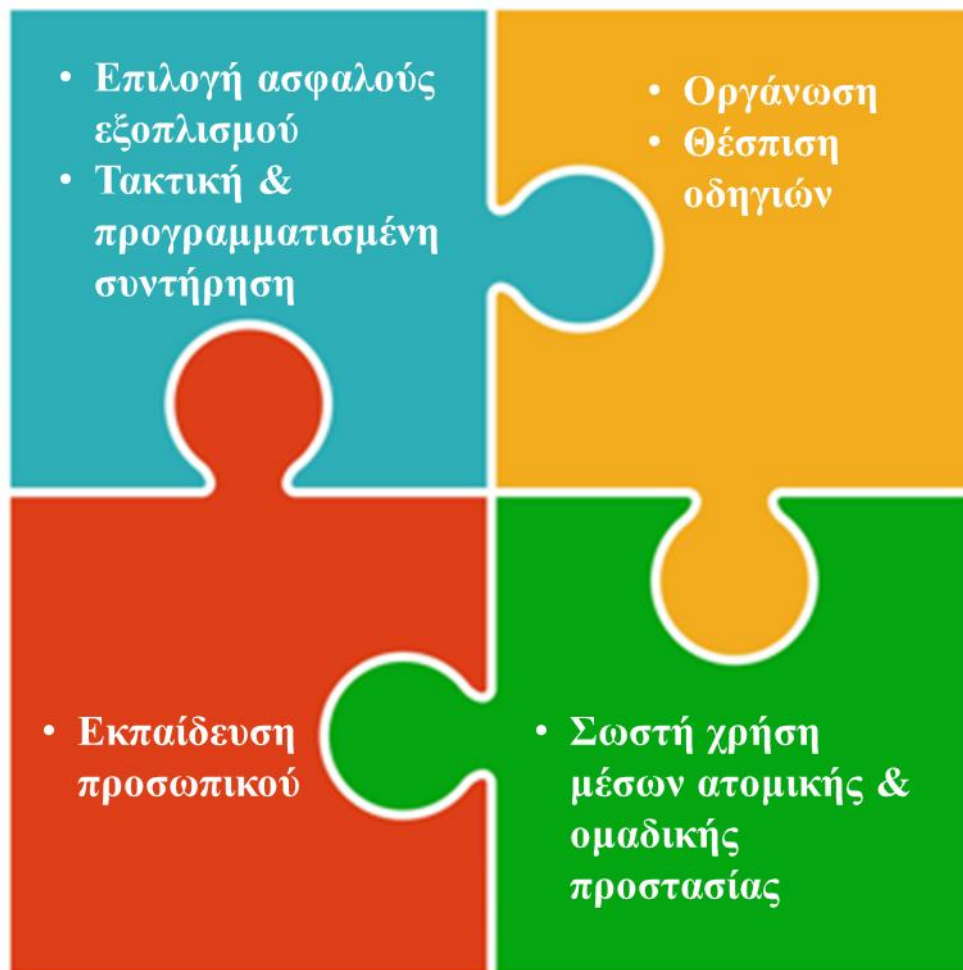 • Επιλογή ασφαλούς
εξοπλισμού
• Τακτική &
προγραμματισμένη
συντήρηση
• Οργάνωση
• Θέσπιση
οδηγιών
• Εκπαίδευση
προσωπικού
• Σωστή χρήση
μέσων ατομικής &
ομαδικής
προστασίας